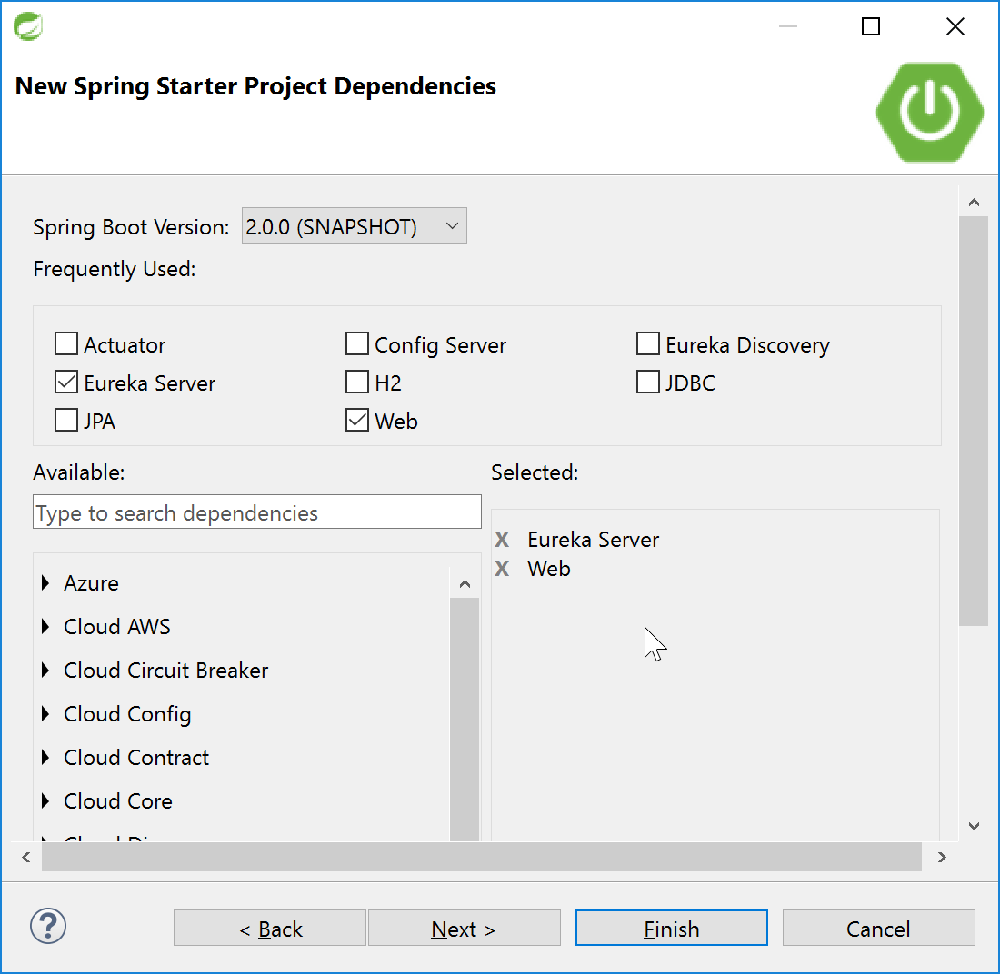 New Spring Starter Project Dependencies
Spring Boot Version: 2.0.0 (SNAPSHOT)
Frequently Used:
Actuator Config Server Eureka Discovery
Eureka Server H2 JDBC
JPA Web
Available: Selected:
Type to search dependencies
X Eureka Server
X Web
Azure
Cloud AWS
Cloud Circuit Breaker
Cloud Config
Cloud Contract
Cloud Core
? < Back Next > Finish Cancel